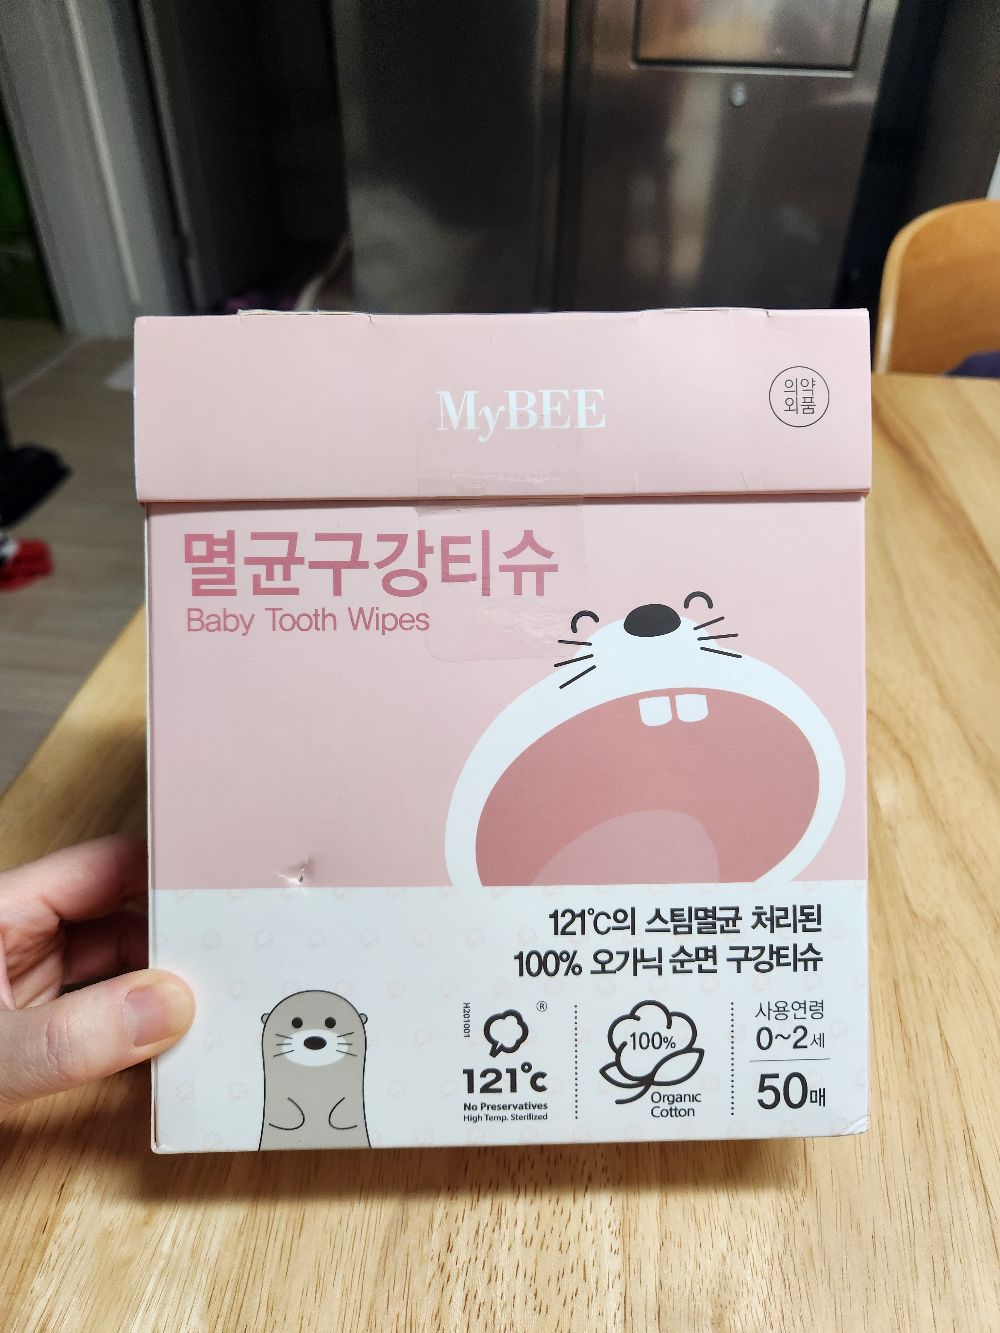 MyBEE
의약
외품
멸균구강티슈
Baby Tooth Wipes
121℃의 스팀멸균 처리된
100% 오가닉 순면 구강티슈
H201001
®
121℃
No Preservatives
High Temp. Sterilized
100%
Organic
Cotton
사용연령
0~2세
50매